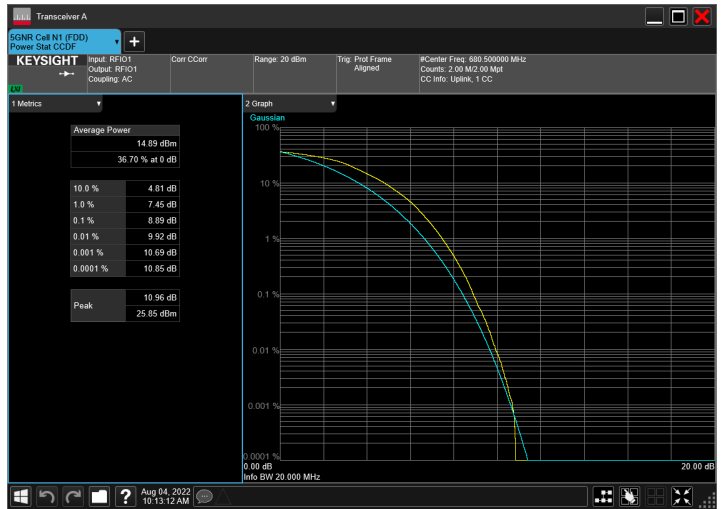 Transceiver A
5GNR Cell N1 (FDD)
Power Stat CCDF
KEYSIGHT
LXI
Input: RFIO1
Output: RFIO1
Coupling: AC
Corr CCorr
Range: 20 dBm
Trig: Prot Frame
Aligned
#Center Freq: 680.500000 MHz
Counts: 2.00 M/2.00 Mpt
CC Info: Uplink, 1 CC
1 Metrics
Average Power
14.89 dBm
36.70 % at 0 dB
10.0 % 4.81 dB
1.0 % 7.45 dB
0.1 % 8.89 dB
0.01 % 9.92 dB
0.001 % 10.69 dB
0.0001 % 10.85 dB
Peak
10.96 dB
25.85 dBm
2 Graph
Gaussian
100 %
10 %
1 %
0.1 %
0.01 %
0.001 %
0.0001 %
0.00 dB 20.00 dB
Info BW 20.000 MHz
?
Aug 04, 2022
10:13:12 AM